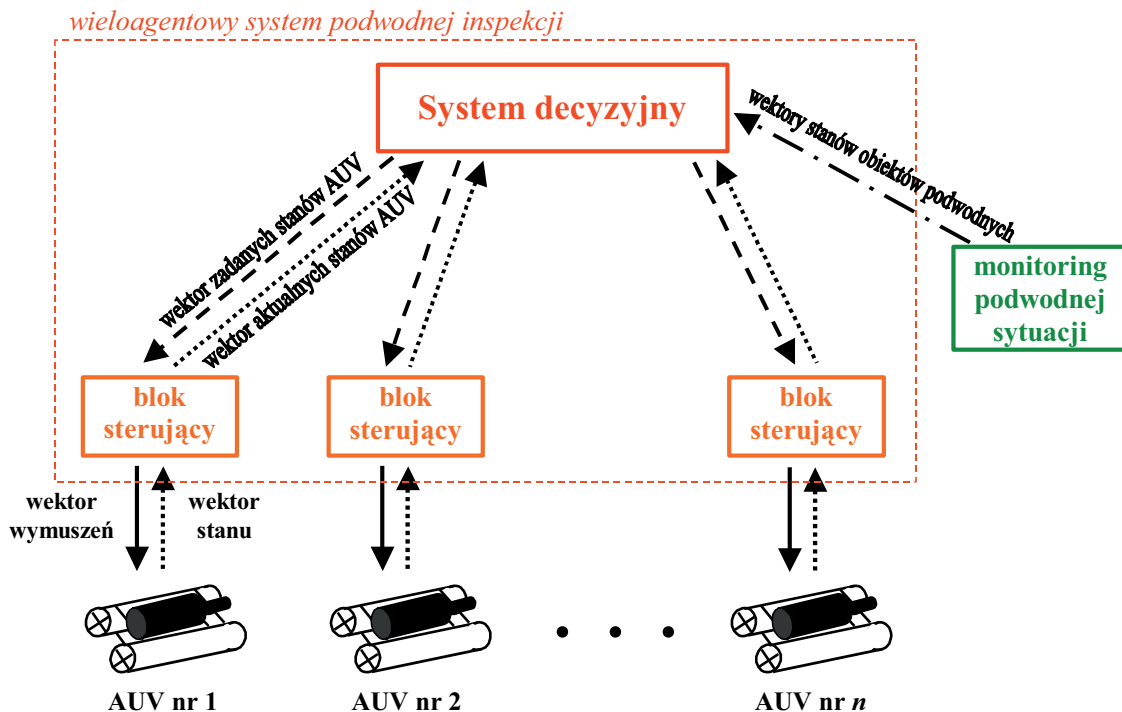 wieloagentowy system podwodnej inspekcji
System decyzyjny
wektory stanów obiektów podwodnych
wektor zadanych stanów AUV
wektor aktualnych stanów AUV
monitoring
podwodnej
sytuacji
blok
sterujący
blok
sterujący
blok
sterujący
wektor
wymuszeń
wektor
stanu
• • •
AUV nr 1
AUV nr 2
AUV nr n